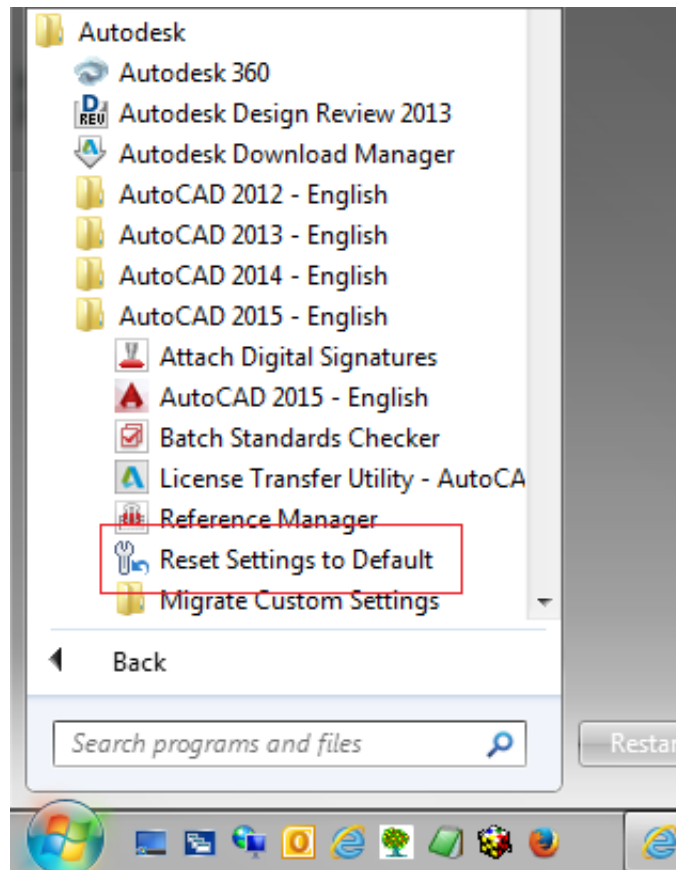 Autodesk
Autodesk 360
D
REV
Autodesk Design Review 2013
Autodesk Download Manager
AutoCAD 2012 - English
AutoCAD 2013 - English
AutoCAD 2014 - English
AutoCAD 2015 - English
Attach Digital Signatures
AutoCAD 2015 - English
Batch Standards Checker
License Transfer Utility - AutoCA
Reference Manager
Reset Settings to Default
Migrate Custom Settings
Back
Search programs and files
Restar